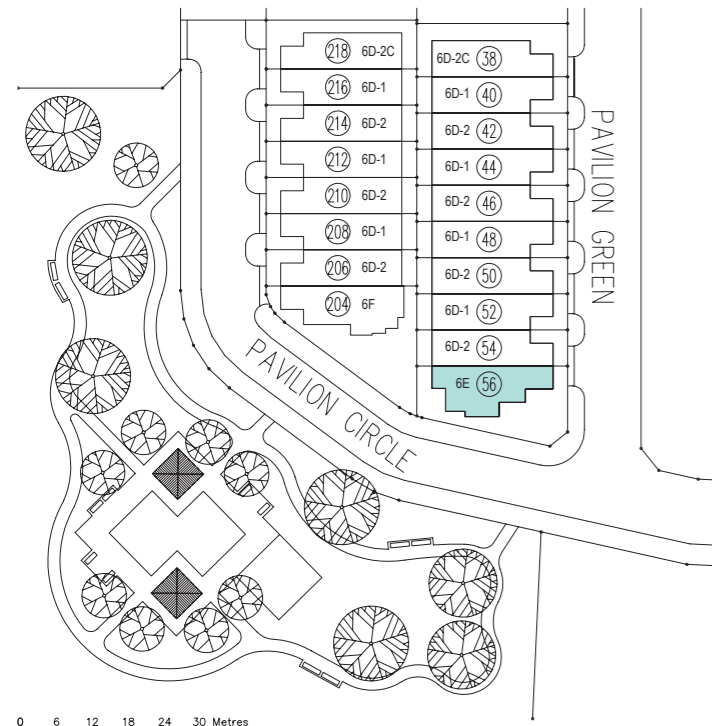 218 6D-2C
216 6D-1
214 6D-2
212 6D-1
210 6D-2
208 6D-1
206 6D-2
204 6F
6D-2C 38
6D-1 40
6D-2 42
6D-1 44
6D-2 46
6D-1 48
6D-2 50
6D-1 52
6D-2 54
6E 56
PAVILION GREEN
PAVILION CIRCLE
0 6 12 18 24 30 Metres